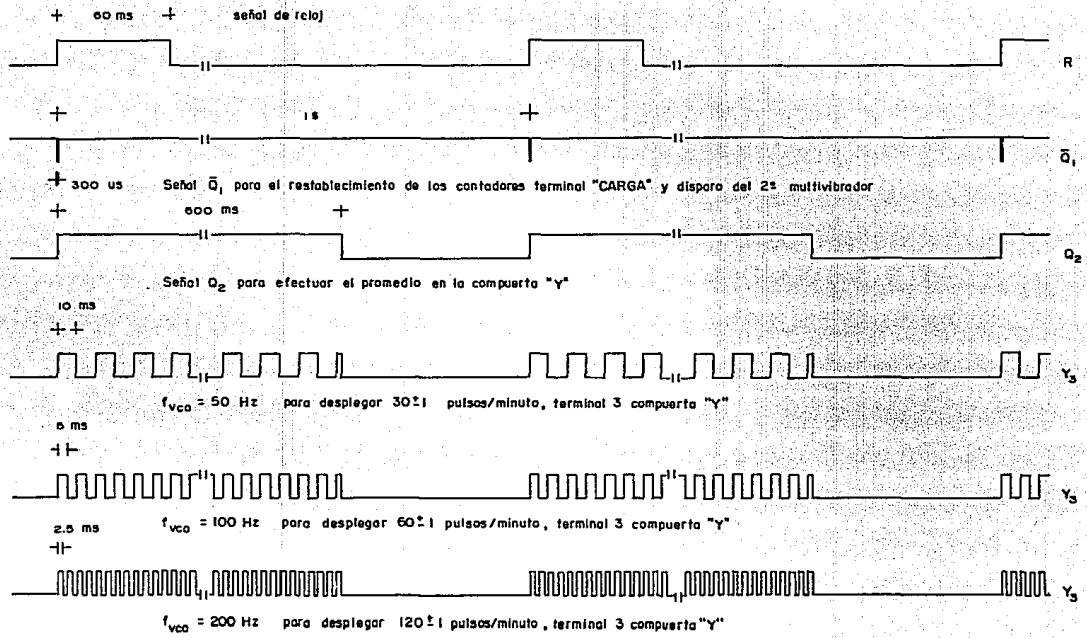 60 ms señal de reloj
R
1 s
Q̅1
300 us Señal Q̅1 para el restablecimiento de los contadores terminal "CARGA" y disparo del 2º multivibrador
600 ms
Q2
Señal Q2 para efectuar el promedio en la compuerta "Y"
10 ms
Y3
fVCO = 50 Hz para desplegar 30±1 pulsos/minuto, terminal 3 compuerta "Y"
5 ms
Y3
fVCO = 100 Hz para desplegar 60±1 pulsos/minuto, terminal 3 compuerta "Y"
2.5 ms
Y3
fVCO = 200 Hz para desplegar 120±1 pulsos/minuto, terminal 3 compuerta "Y"